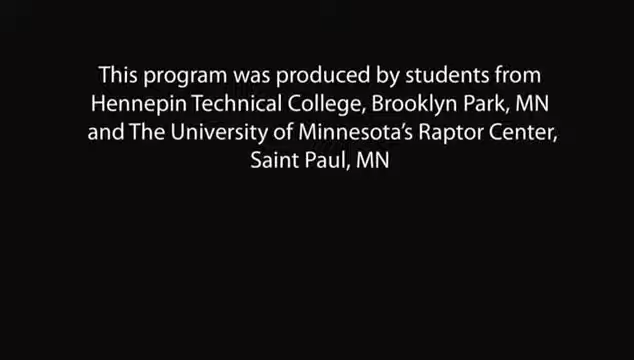 This program was produced by students from
Hennepin Technical College, Brooklyn Park, MN
and The University of Minnesota's Raptor Center,
Saint Paul, MN